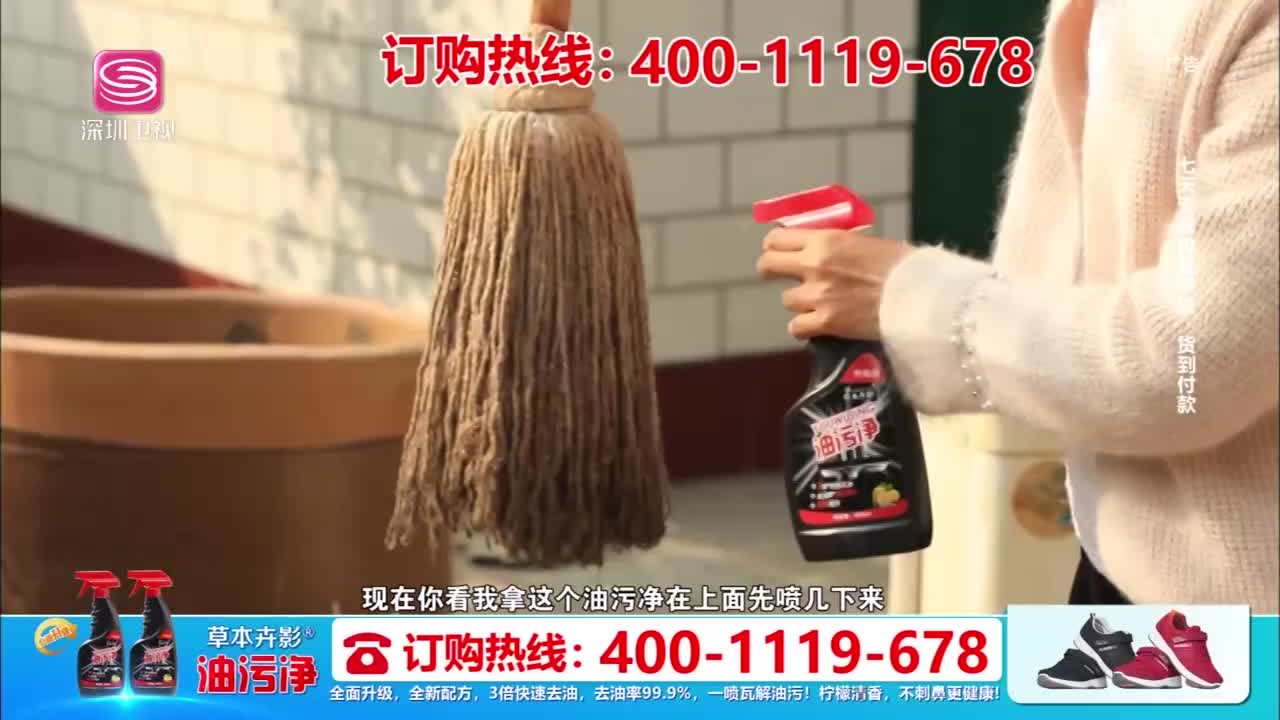 订购热线：400-1119-678
广告
深圳卫视
货到付款
油污净
现在你看我拿这个油污净在上面先喷几下来
草本卉影®
油污净
订购热线：400-1119-678
全面升级，全新配方，3倍快速去油，去油率99.9%，一喷瓦解油污！柠檬清香，不刺鼻更健康!